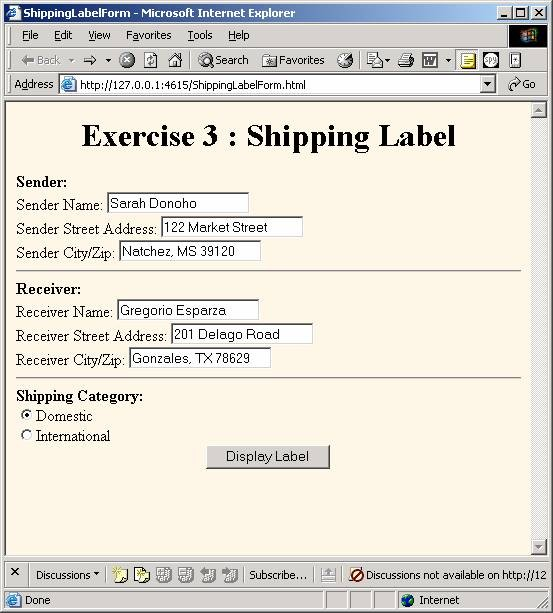 ShippingLabelForm - Microsoft Internet Explorer
File Edit View Favorites Tools Help
Back Search Favorites W SPY
Address http://127.0.0.1:4615/ShippingLabelForm.html Go
Exercise 3 : Shipping Label
Sender:
Sender Name: Sarah Donoho
Sender Street Address: 122 Market Street
Sender City/Zip: Natchez, MS 39120
Receiver:
Receiver Name: Gregorio Esparza
Receiver Street Address: 201 Delago Road
Receiver City/Zip: Gonzales, TX 78629
Shipping Category:
Domestic
International
Display Label
Discussions Subscribe... Discussions not available on http://12
Done Internet